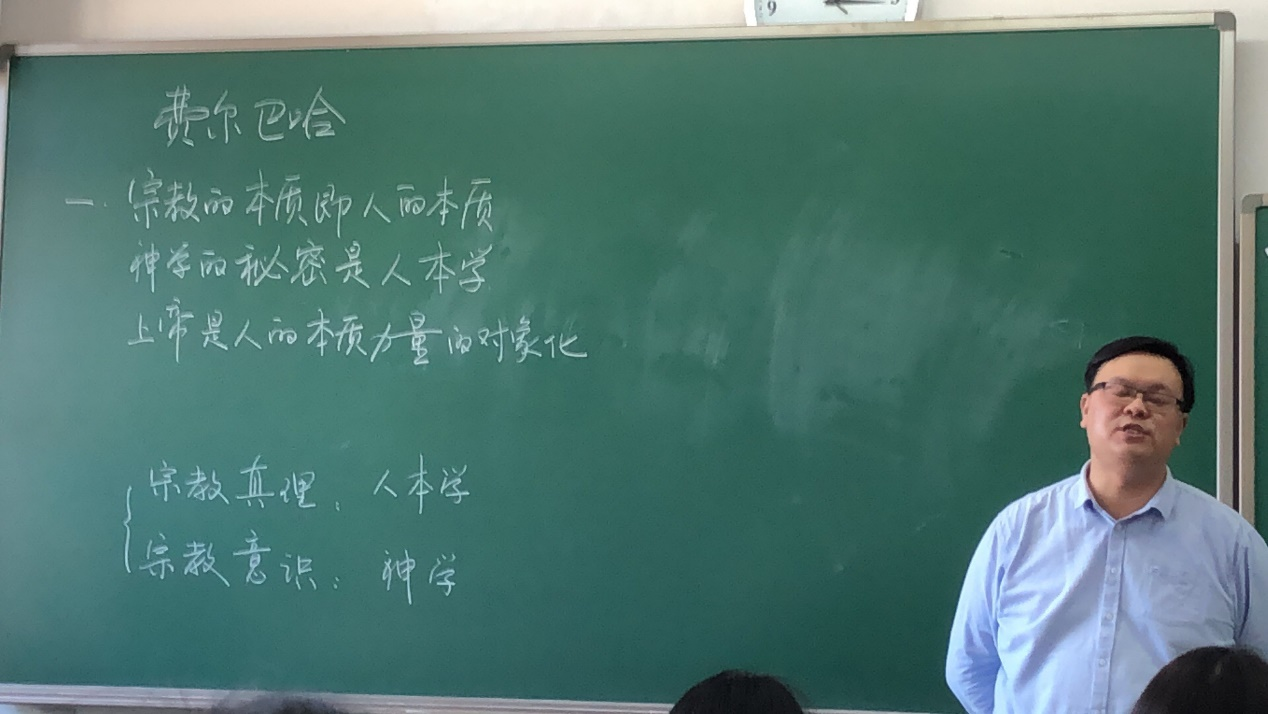 9 3
费尔巴哈
一. 宗教的本质即人的本质
神学的秘密是人本学
上帝是人的本质力量的对象化
宗教真理: 人本学
宗教意识: 神学